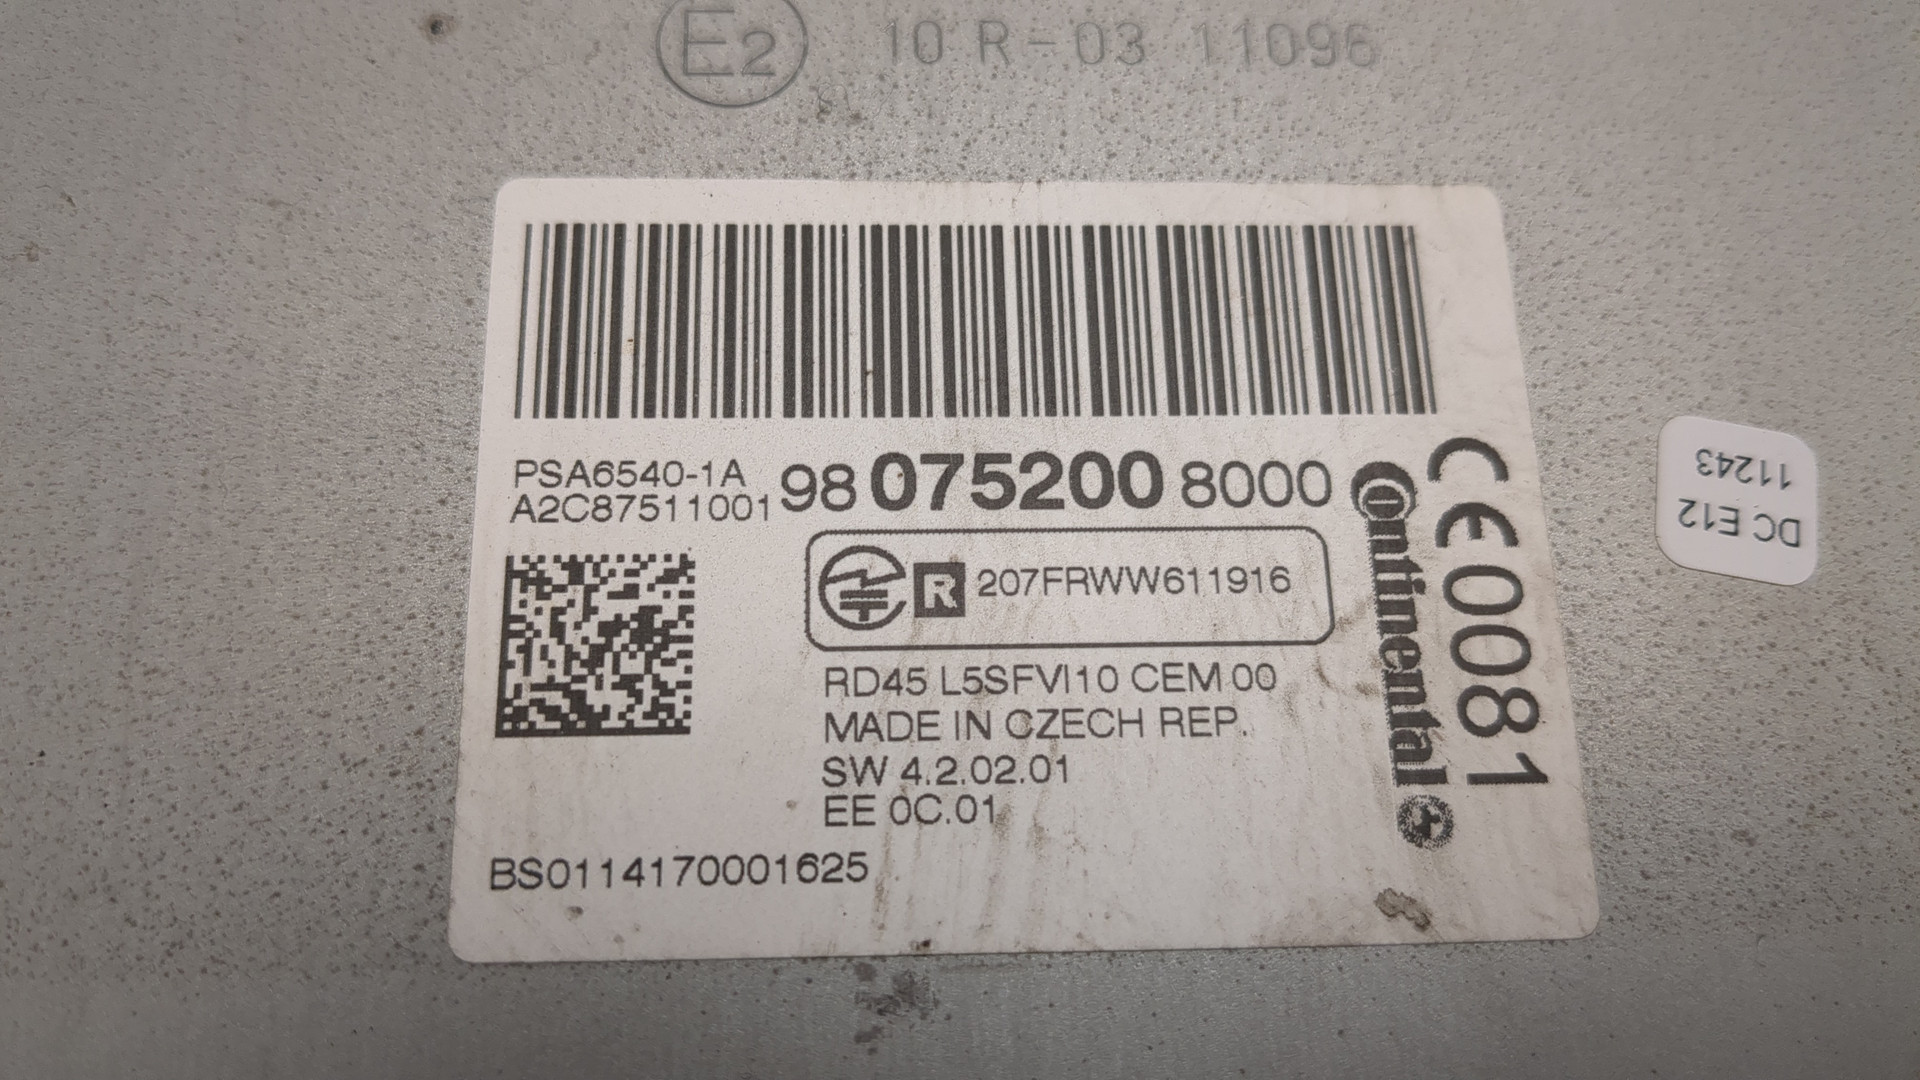 E2 10 R-03 11096
PSA6540-1A
A2C87511001
98 075200 8000
R 207FRWW611916
RD45 L5SFVI10 CEM 00
MADE IN CZECH REP.
SW 4.2.02.01
EE 0C.01
BS0114170001625
Continental
CE0081
DC E12
11243